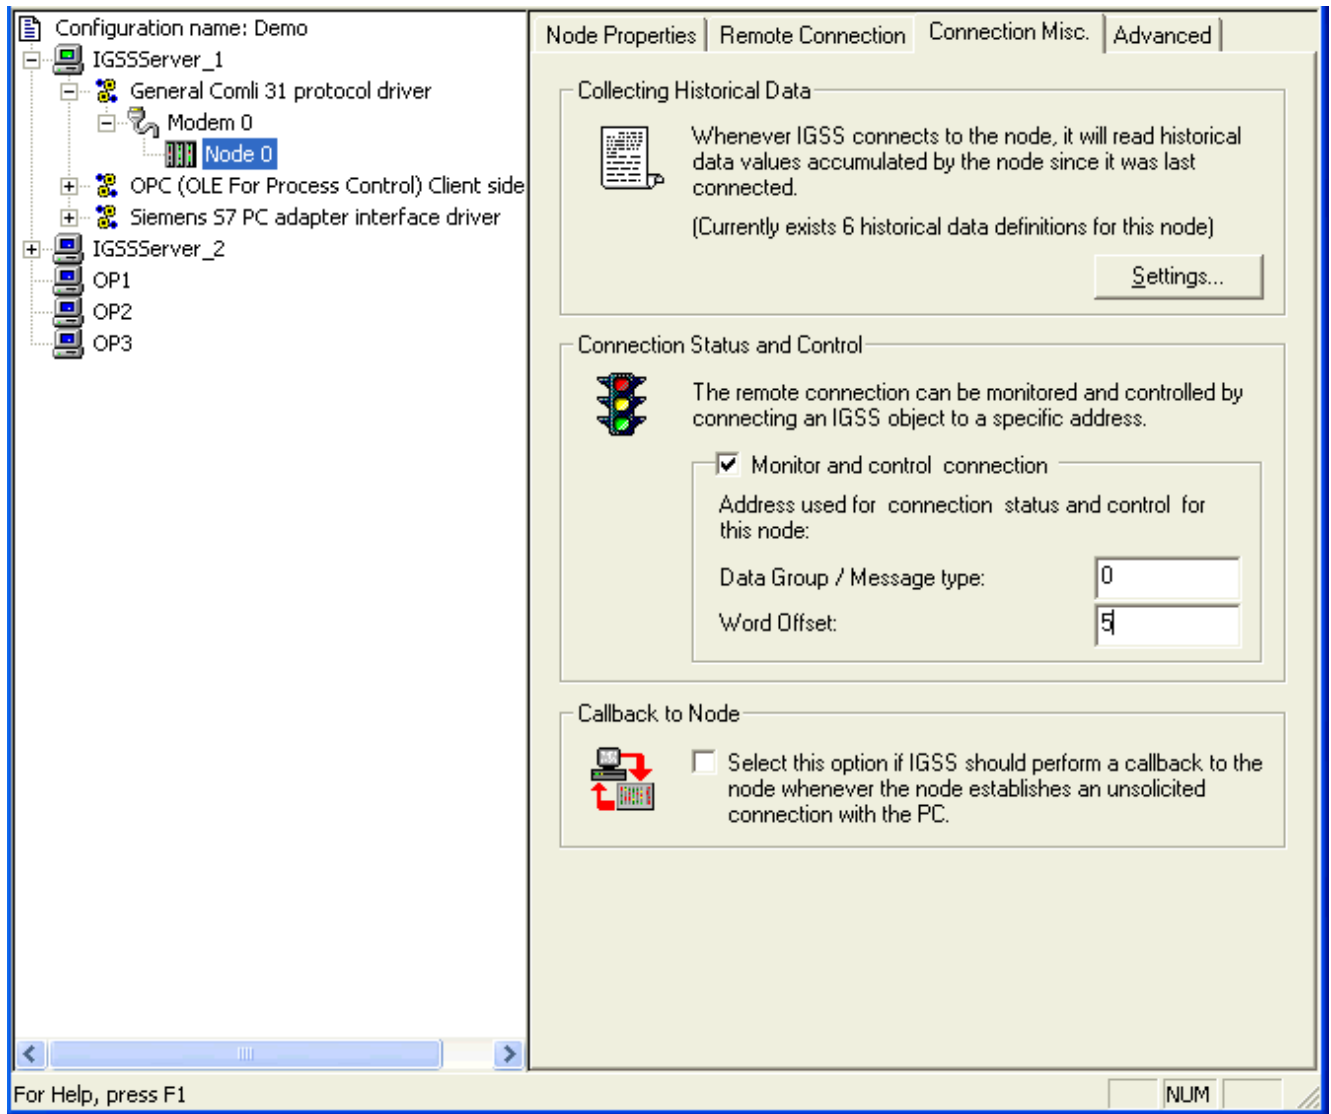 Configuration name: Demo
IGSSServer_1
General Comli 31 protocol driver
Modem 0
Node 0
OPC (OLE For Process Control) Client side
Siemens S7 PC adapter interface driver
IGSSServer_2
OP1
OP2
OP3
Node Properties Remote Connection Connection Misc. Advanced
Collecting Historical Data
Whenever IGSS connects to the node, it will read historical
data values accumulated by the node since it was last
connected.
(Currently exists 6 historical data definitions for this node)
Settings...
Connection Status and Control
The remote connection can be monitored and controlled by
connecting an IGSS object to a specific address.
Monitor and control connection
Address used for connection status and control for
this node:
Data Group / Message type: 0
Word Offset: 5
Callback to Node
Select this option if IGSS should perform a callback to the
node whenever the node establishes an unsolicited
connection with the PC.
For Help, press F1
NUM